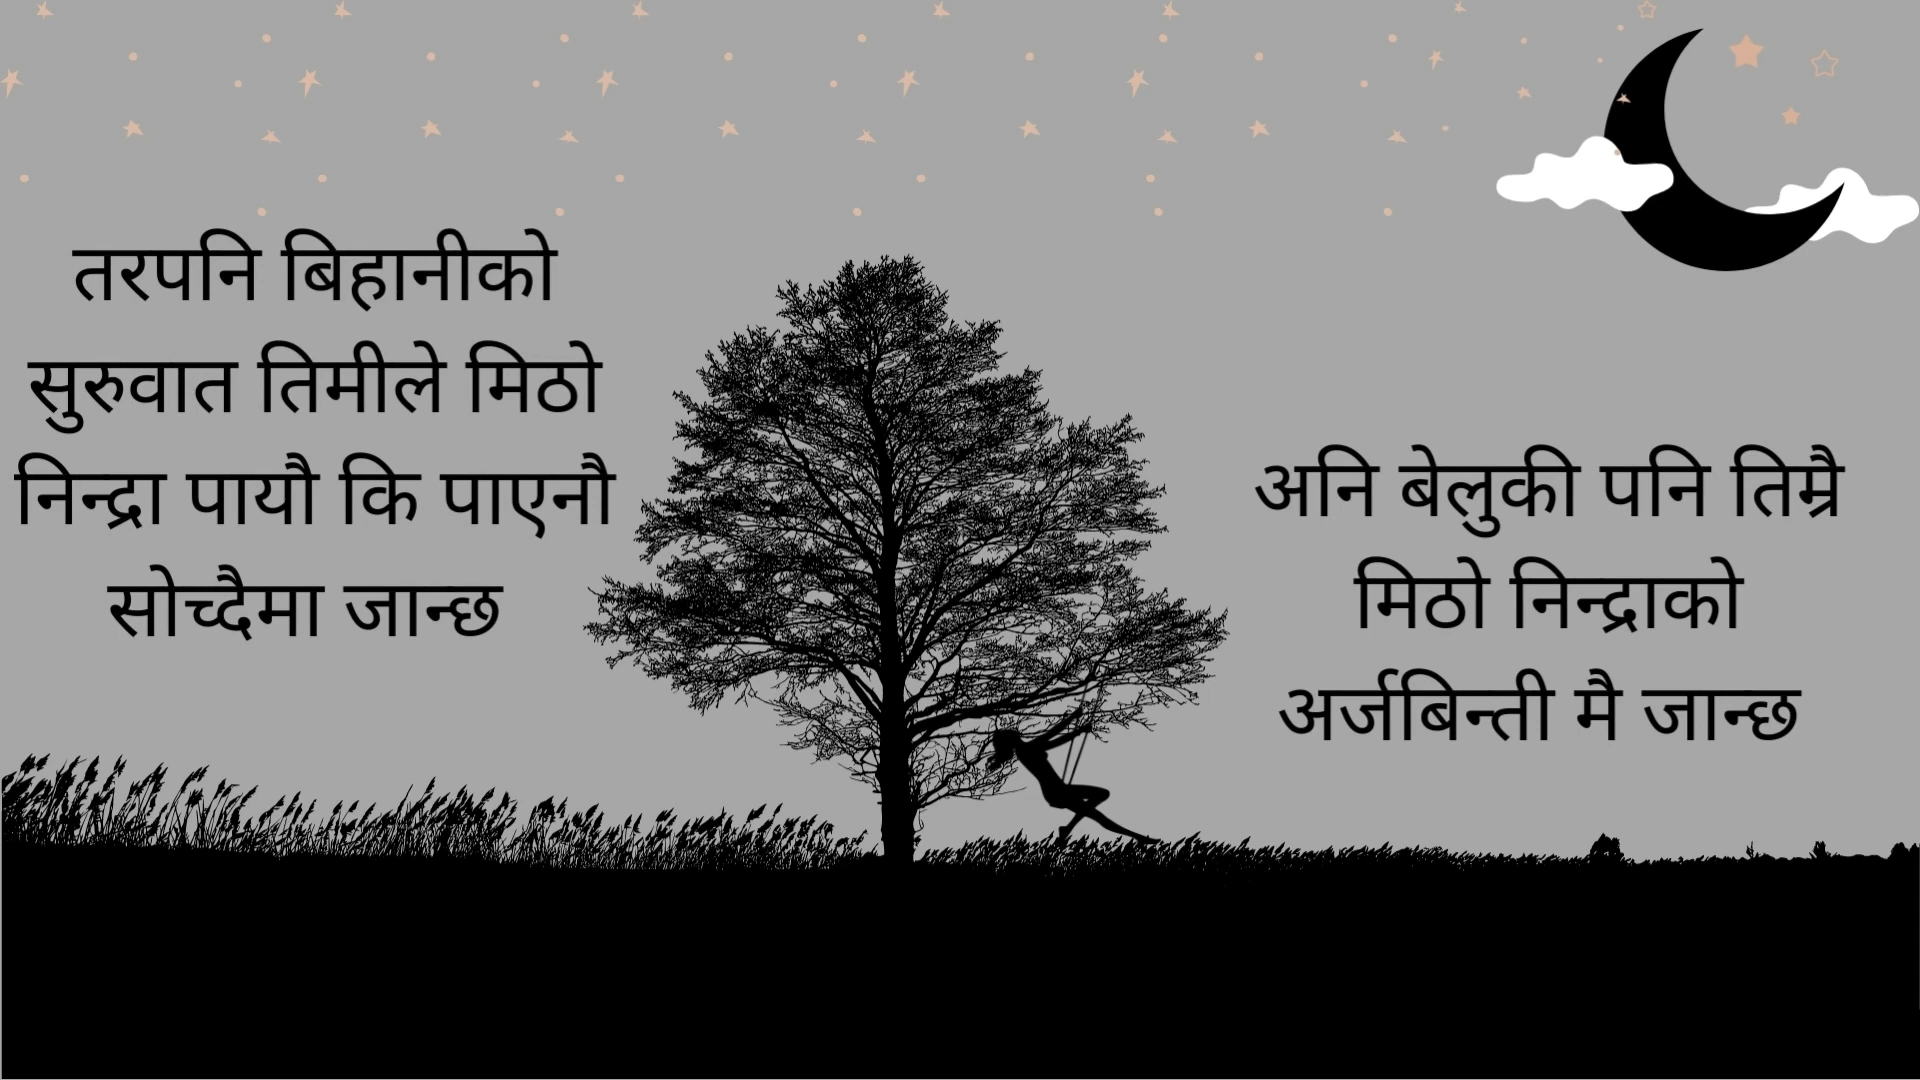 तरपनि बिहानीको
सुरुवात तिमीले मिठो
निन्द्रा पायौ कि पाएनौ
सोच्दैमा जान्छ
अनि बेलुकी पनि तिम्रै
मिठो निन्द्राको
अर्जबिन्ती मै जान्छ